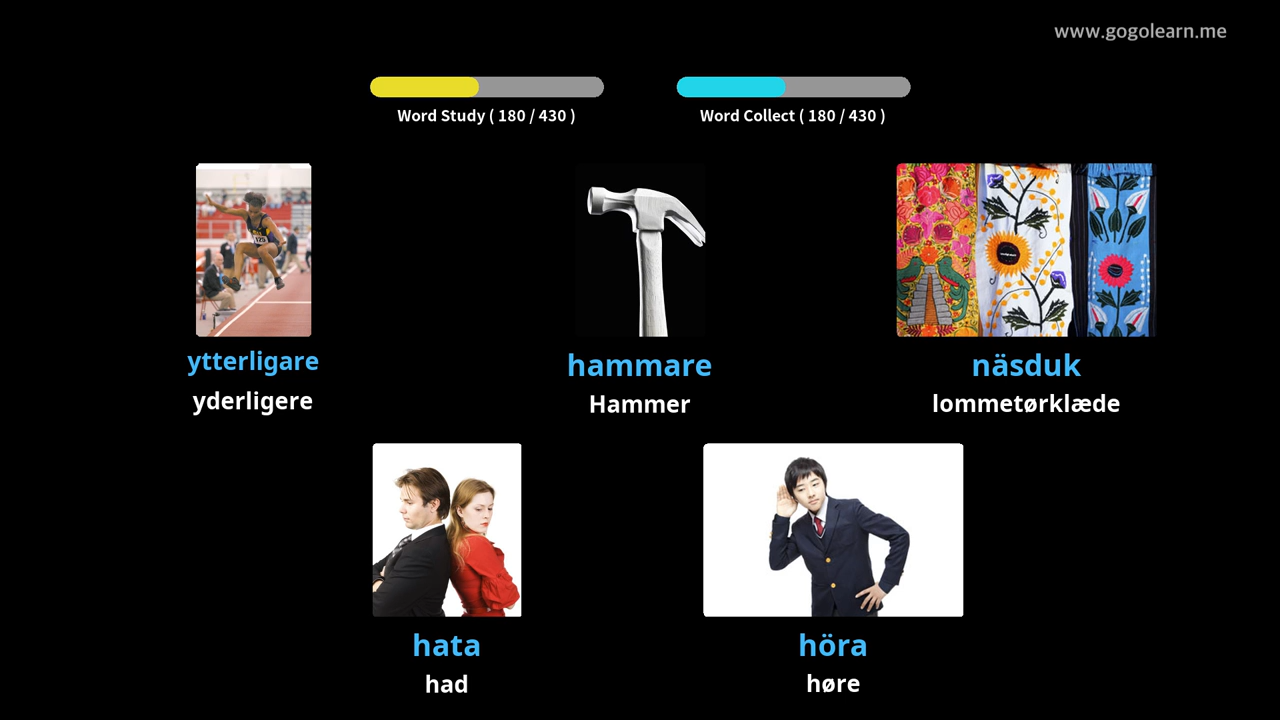 www.gogolearn.me
Word Study ( 180 / 430 )
Word Collect ( 180 / 430 )
ytterligare
yderligere
hammare
Hammer
näsduk
lommetørklæde
hata
had
höra
høre